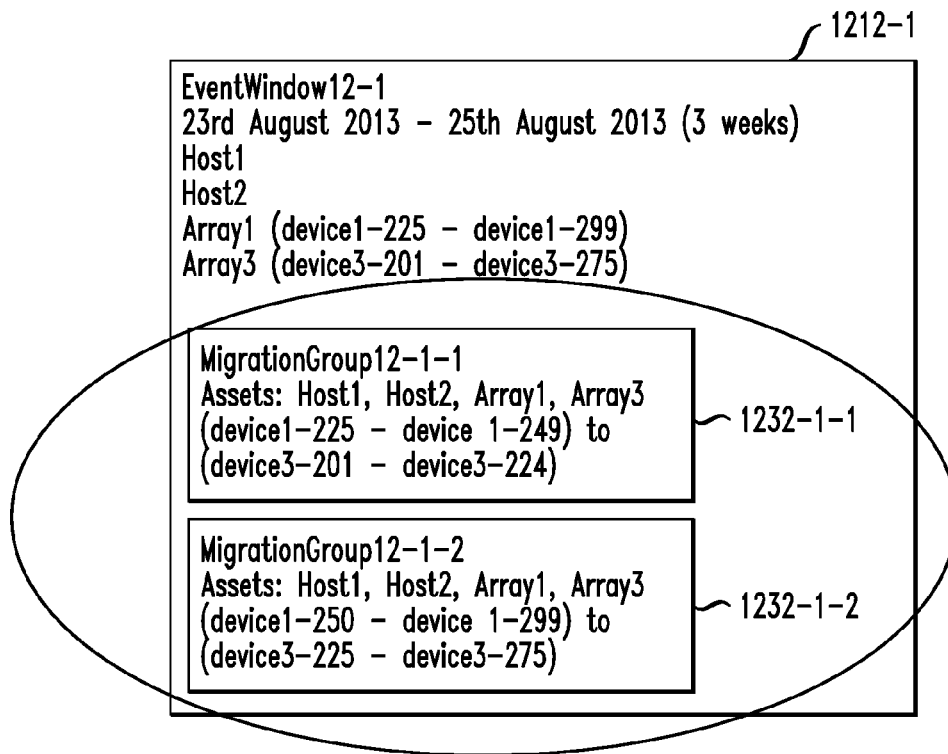 1212-1
EventWindow12-1
23rd August 2013 - 25th August 2013 (3 weeks)
Host1
Host2
Array1 (device1-225 - device1-299)
Array3 (device3-201 - device3-275)
MigrationGroup12-1-1
Assets: Host1, Host2, Array1, Array3
(device1-225 - device 1-249) to
(device3-201 - device3-224)
1232-1-1
MigrationGroup12-1-2
Assets: Host1, Host2, Array1, Array3
(device1-250 - device 1-299) to
(device3-225 - device3-275)
1232-1-2